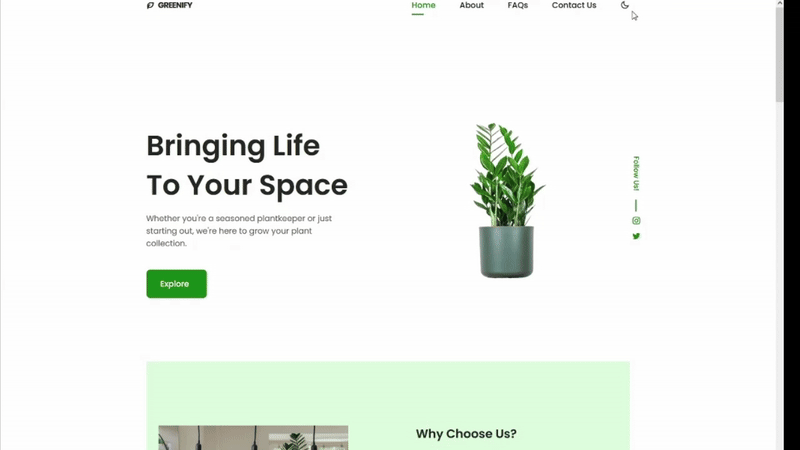 GREENIFY
Home
About
FAQs
Contact Us
Bringing Life
To Your Space
Whether you're a seasoned plantkeeper or just
starting out, we're here to grow your plant
collection.
Explore
Follow Us!
Why Choose Us?